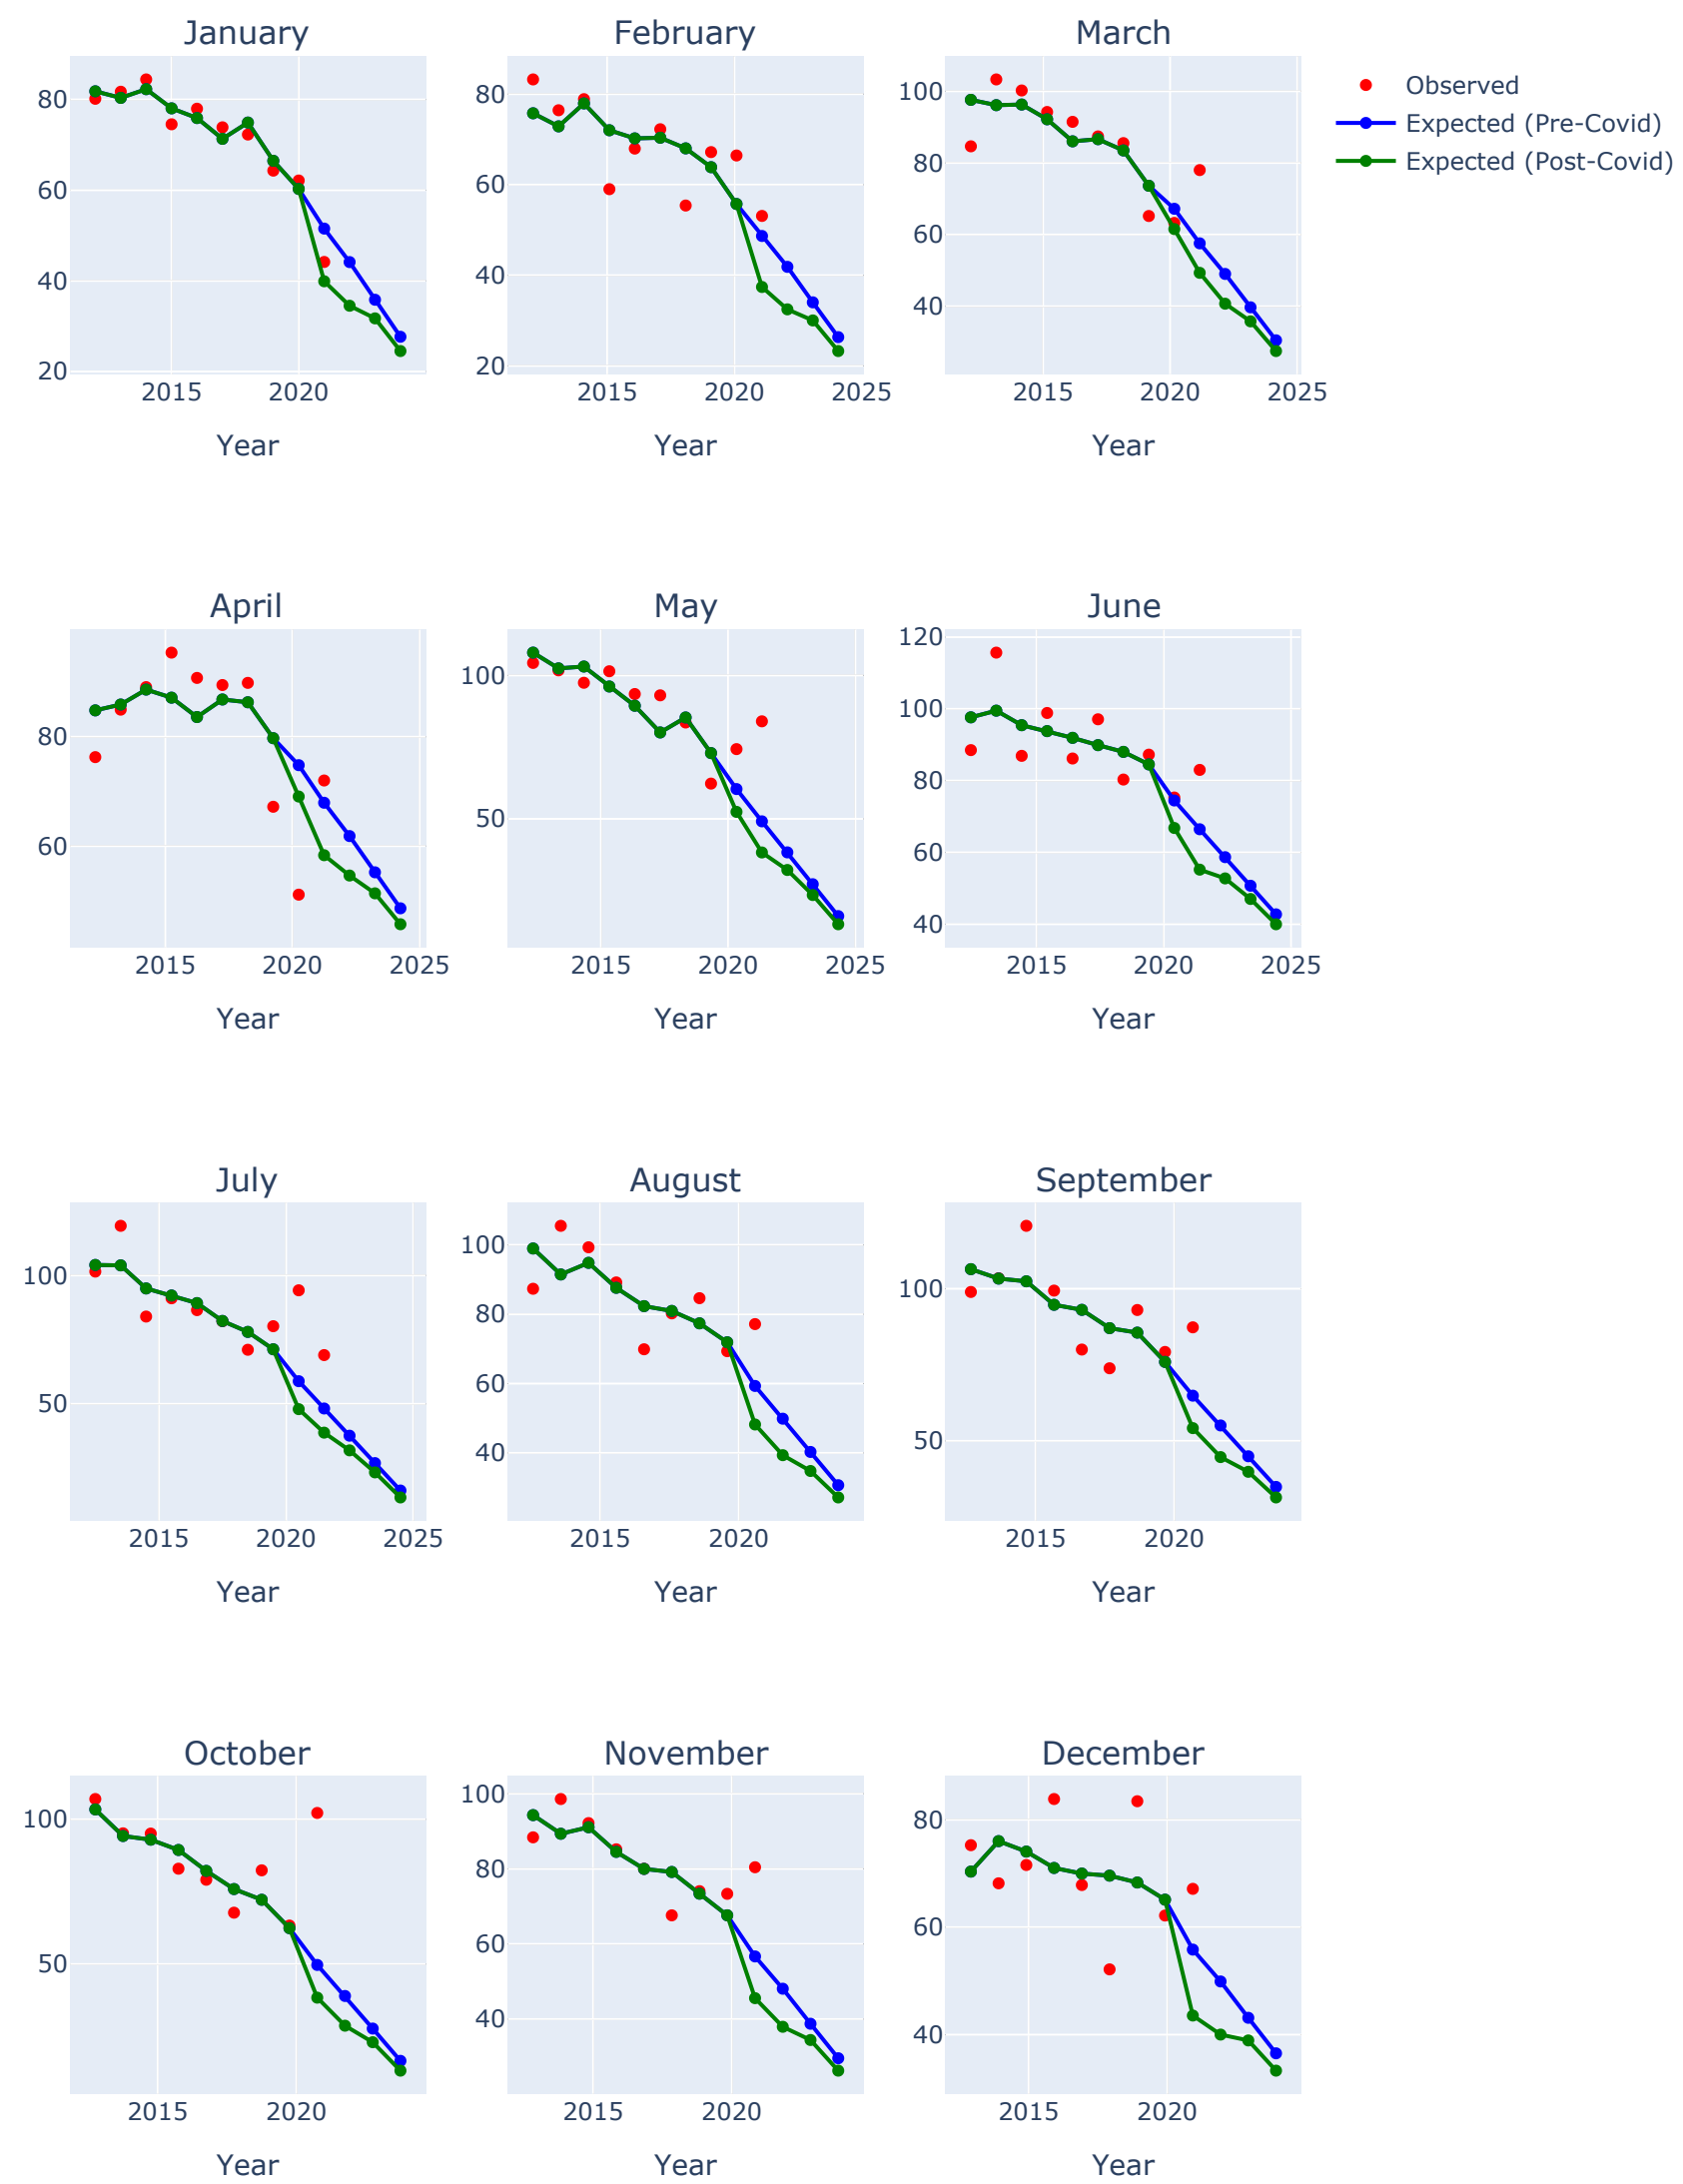 January
February
March
80
60
40
20
2015
2020
Year
80
60
40
20
2015
2020
2025
Year
100
80
60
40
2015
2020
2025
Year
Observed
Expected (Pre-Covid)
Expected (Post-Covid)
April
May
June
80
60
2015
2020
2025
Year
100
50
2015
2020
2025
Year
120
100
80
60
40
2015
2020
2025
Year
July
August
September
100
50
2015
2020
2025
Year
100
80
60
40
2015
2020
Year
100
50
2015
2020
Year
October
November
December
100
50
2015
2020
Year
100
80
60
40
2015
2020
Year
80
60
40
2015
2020
Year